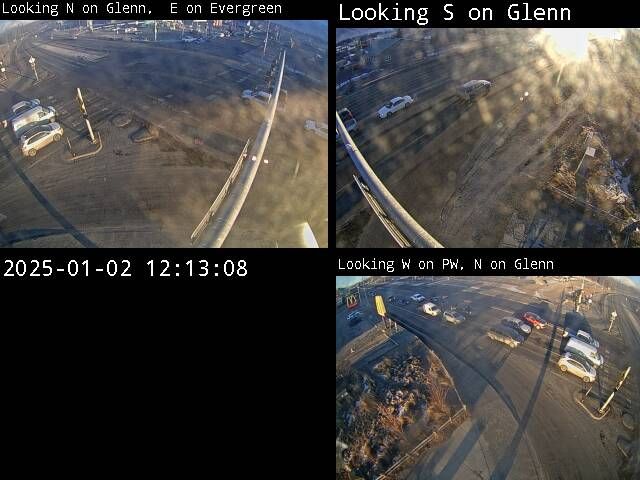 Looking N on Glenn,  E on Evergreen
Looking S on Glenn
2025-01-02 12:13:08
Looking W on PW, N on Glenn